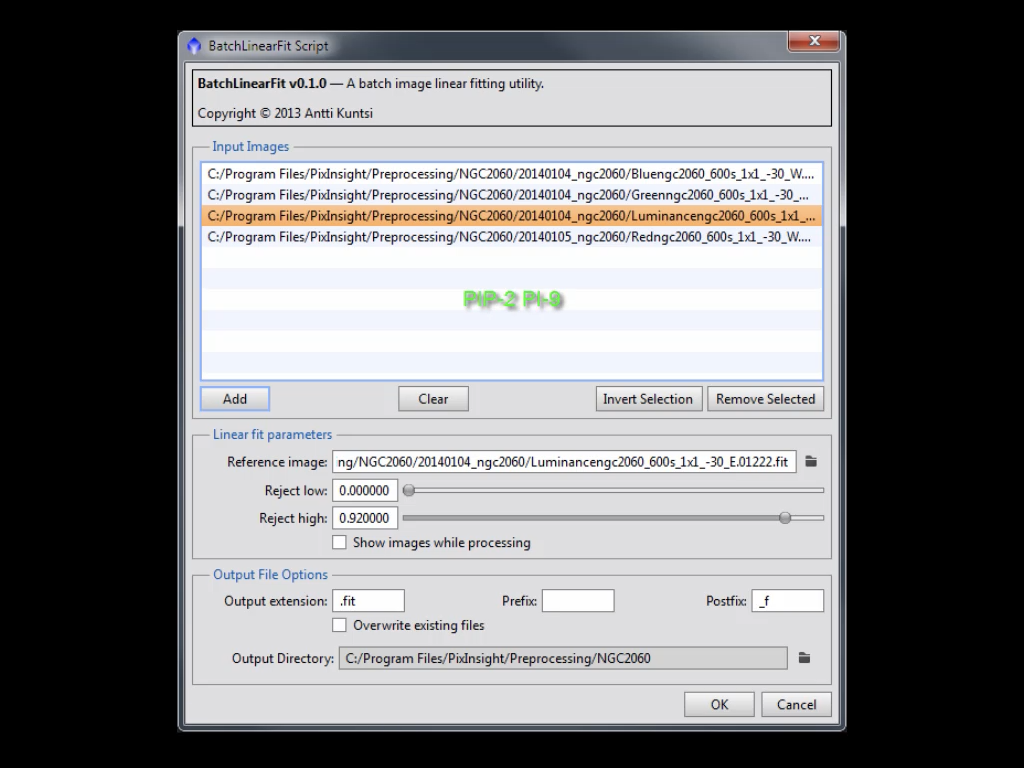 BatchLinearFit Script
BatchLinearFit v0.1.0 — A batch image linear fitting utility.
Copyright © 2013 Antti Kuntsi
Input Images
C:/Program Files/PixInsight/Preprocessing/NGC2060/20140104_ngc2060/Bluengc2060_600s_1x1_-30_W....
C:/Program Files/PixInsight/Preprocessing/NGC2060/20140104_ngc2060/Greenngc2060_600s_1x1_-30_...
C:/Program Files/PixInsight/Preprocessing/NGC2060/20140104_ngc2060/Luminancengc2060_600s_1x1_...
C:/Program Files/PixInsight/Preprocessing/NGC2060/20140105_ngc2060/Redngc2060_600s_1x1_-30_W....
PIP-2 PI-9
Add Clear Invert Selection Remove Selected
Linear fit parameters
Reference image: ng/NGC2060/20140104_ngc2060/Luminancengc2060_600s_1x1_-30_E.01222.fit
Reject low: 0.000000
Reject high: 0.920000
Show images while processing
Output File Options
Output extension: .fit Prefix: Postfix: _f
Overwrite existing files
Output Directory: C:/Program Files/PixInsight/Preprocessing/NGC2060
OK Cancel